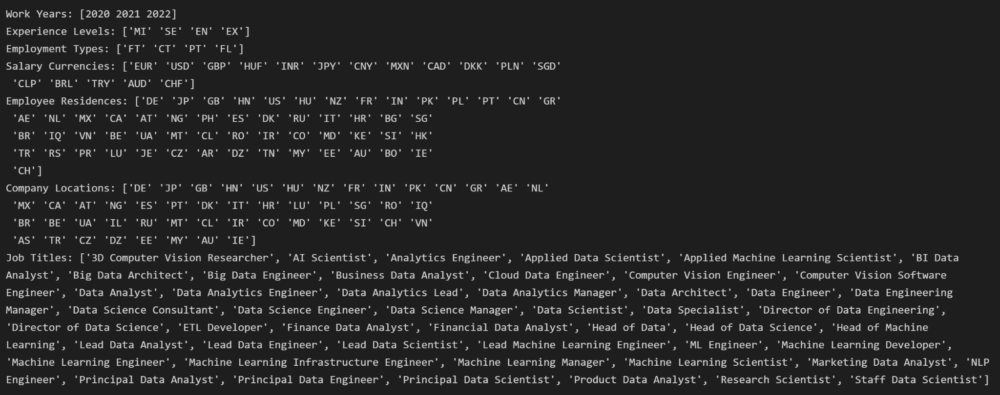 Work Years: [2020 2021 2022]
Experience Levels: ['MI' 'SE' 'EN' 'EX']
Employment Types: ['FT' 'CT' 'PT' 'FL']
Salary Currencies: ['EUR' 'USD' 'GBP' 'HUF' 'INR' 'JPY' 'CNY' 'MXN' 'CAD' 'DKK' 'PLN' 'SGD'
 'CLP' 'BRL' 'TRY' 'AUD' 'CHF']
Employee Residences: ['DE' 'JP' 'GB' 'HN' 'US' 'HU' 'NZ' 'FR' 'IN' 'PK' 'PL' 'PT' 'CN' 'GR'
 'AE' 'NL' 'MX' 'CA' 'AT' 'NG' 'PH' 'ES' 'DK' 'RU' 'IT' 'HR' 'BG' 'SG'
 'BR' 'IQ' 'VN' 'BE' 'UA' 'MT' 'CL' 'RO' 'IR' 'CO' 'MD' 'KE' 'SI' 'HK'
 'TR' 'RS' 'PR' 'LU' 'JE' 'CZ' 'AR' 'DZ' 'TN' 'MY' 'EE' 'AU' 'BO' 'IE'
 'CH']
Company Locations: ['DE' 'JP' 'GB' 'HN' 'US' 'HU' 'NZ' 'FR' 'IN' 'PK' 'CN' 'GR' 'AE' 'NL'
 'MX' 'CA' 'AT' 'NG' 'ES' 'PT' 'DK' 'IT' 'HR' 'LU' 'PL' 'SG' 'RO' 'IQ'
 'BR' 'BE' 'UA' 'IL' 'RU' 'MT' 'CL' 'IR' 'CO' 'MD' 'KE' 'SI' 'CH' 'VN'
 'AS' 'TR' 'CZ' 'DZ' 'EE' 'MY' 'AU' 'IE']
Job Titles: ['3D Computer Vision Researcher', 'AI Scientist', 'Analytics Engineer', 'Applied Data Scientist', 'Applied Machine Learning Scientist', 'BI Data
Analyst', 'Big Data Architect', 'Big Data Engineer', 'Business Data Analyst', 'Cloud Data Engineer', 'Computer Vision Engineer', 'Computer Vision Software
Engineer', 'Data Analyst', 'Data Analytics Engineer', 'Data Analytics Lead', 'Data Analytics Manager', 'Data Architect', 'Data Engineer', 'Data Engineering
Manager', 'Data Science Consultant', 'Data Science Engineer', 'Data Science Manager', 'Data Scientist', 'Data Specialist', 'Director of Data Engineering',
'Director of Data Science', 'ETL Developer', 'Finance Data Analyst', 'Financial Data Analyst', 'Head of Data', 'Head of Data Science', 'Head of Machine
Learning', 'Lead Data Analyst', 'Lead Data Engineer', 'Lead Data Scientist', 'Lead Machine Learning Engineer', 'ML Engineer', 'Machine Learning Developer',
'Machine Learning Engineer', 'Machine Learning Infrastructure Engineer', 'Machine Learning Manager', 'Machine Learning Scientist', 'Marketing Data Analyst', 'NLP
Engineer', 'Principal Data Analyst', 'Principal Data Engineer', 'Principal Data Scientist', 'Product Data Analyst', 'Research Scientist', 'Staff Data Scientist']